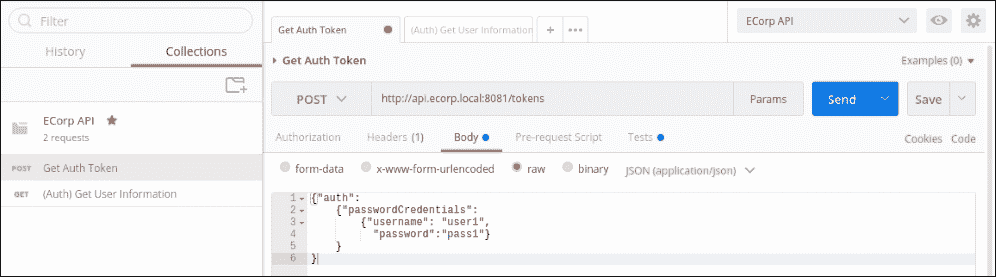 Filter
History Collections
ECorp API ★
2 requests
POST Get Auth Token
GET (Auth) Get User Information
Get Auth Token (Auth) Get User Information + •••
ECorp API
Get Auth Token
Examples (0)
POST http://api.ecorp.local:8081/tokens Params Send Save
Authorization Headers (1) Body Pre-request Script Tests Cookies Code
form-data x-www-form-urlencoded raw binary JSON (application/json)
1 {"auth":
2 {"passwordCredentials":
3 {"username": "user1",
4 "password":"pass1"}
5 }
6 }